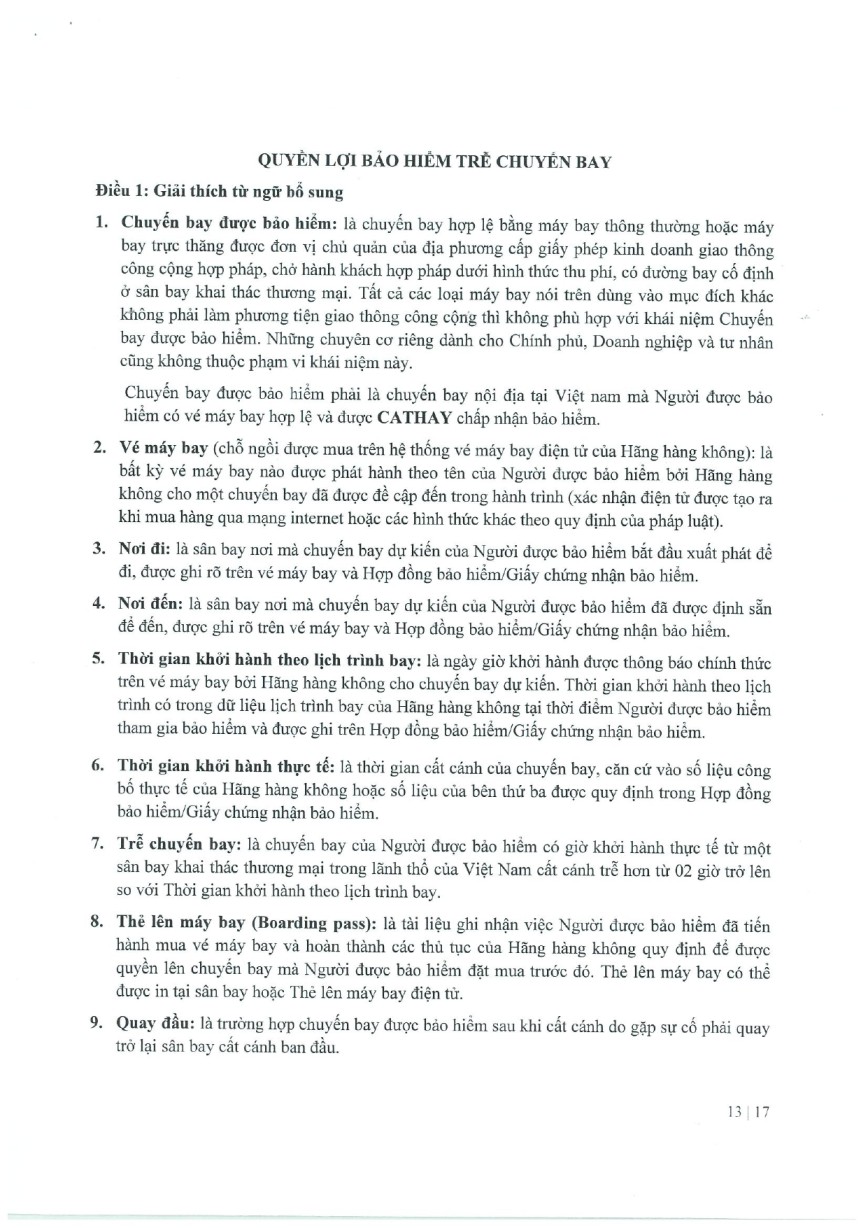 QUYỀN LỢI BẢO HIỂM TRỄ CHUYẾN BAY
Điều 1: Giải thích từ ngữ bổ sung
1. Chuyến bay được bảo hiểm: là chuyến bay hợp lệ bằng máy bay thông thường hoặc máy
bay trực thăng được đơn vị chủ quản của địa phương cấp giấy phép kinh doanh giao thông
công cộng hợp pháp, chở hành khách hợp pháp dưới hình thức thu phí, có đường bay cố định
ở sân bay khai thác thương mại. Tất cả các loại máy bay nói trên dùng vào mục đích khác
không phải làm phương tiện giao thông công cộng thì không phù hợp với khái niệm Chuyến
bay được bảo hiểm. Những chuyên cơ riêng dành cho Chính phủ, Doanh nghiệp và tư nhân
cũng không thuộc phạm vi khái niệm này.
Chuyến bay được bảo hiểm phải là chuyến bay nội địa tại Việt nam mà Người được bảo
hiểm có vé máy bay hợp lệ và được CATHAY chấp nhận bảo hiểm.
2. Vé máy bay (chỗ ngồi được mua trên hệ thống vé máy bay điện tử của Hãng hàng không): là
bất kỳ vé máy bay nào được phát hành theo tên của Người được bảo hiểm bởi Hãng hàng
không cho một chuyến bay đã được đề cập đến trong hành trình (xác nhận điện tử được tạo ra
khi mua hàng qua mạng internet hoặc các hình thức khác theo quy định của pháp luật).
3. Nơi đi: là sân bay nơi mà chuyến bay dự kiến của Người được bảo hiểm bắt đầu xuất phát để
đi, được ghi rõ trên vé máy bay và Hợp đồng bảo hiểm/Giấy chứng nhận bảo hiểm.
4. Nơi đến: là sân bay nơi mà chuyến bay dự kiến của Người được bảo hiểm đã được định sẵn
để đến, được ghi rõ trên vé máy bay và Hợp đồng bảo hiểm/Giấy chứng nhận bảo hiểm.
5. Thời gian khởi hành theo lịch trình bay: là ngày giờ khởi hành được thông báo chính thức
trên vé máy bay bởi Hãng hàng không cho chuyến bay dự kiến. Thời gian khởi hành theo lịch
trình có trong dữ liệu lịch trình bay của Hãng hàng không tại thời điểm Người được bảo hiểm
tham gia bảo hiểm và được ghi trên Hợp đồng bảo hiểm/Giấy chứng nhận bảo hiểm.
6. Thời gian khởi hành thực tế: là thời gian cất cánh của chuyến bay, căn cứ vào số liệu công
bố thực tế của Hãng hàng không hoặc số liệu của bên thứ ba được quy định trong Hợp đồng
bảo hiểm/Giấy chứng nhận bảo hiểm.
7. Trễ chuyến bay: là chuyến bay của Người được bảo hiểm có giờ khởi hành thực tế từ một
sân bay khai thác thương mại trong lãnh thổ của Việt Nam cất cánh trễ hơn từ 02 giờ trở lên
so với Thời gian khởi hành theo lịch trình bay.
8. Thẻ lên máy bay (Boarding pass): là tài liệu ghi nhận việc Người được bảo hiểm đã tiến
hành mua vé máy bay và hoàn thành các thủ tục của Hãng hàng không quy định để được
quyền lên chuyến bay mà Người được bảo hiểm đặt mua trước đó. Thẻ lên máy bay có thể
được in tại sân bay hoặc Thẻ lên máy bay điện tử.
9. Quay đầu: là trường hợp chuyến bay được bảo hiểm sau khi cất cánh do gặp sự cố phải quay
trở lại sân bay cất cánh ban đầu.
13 | 17